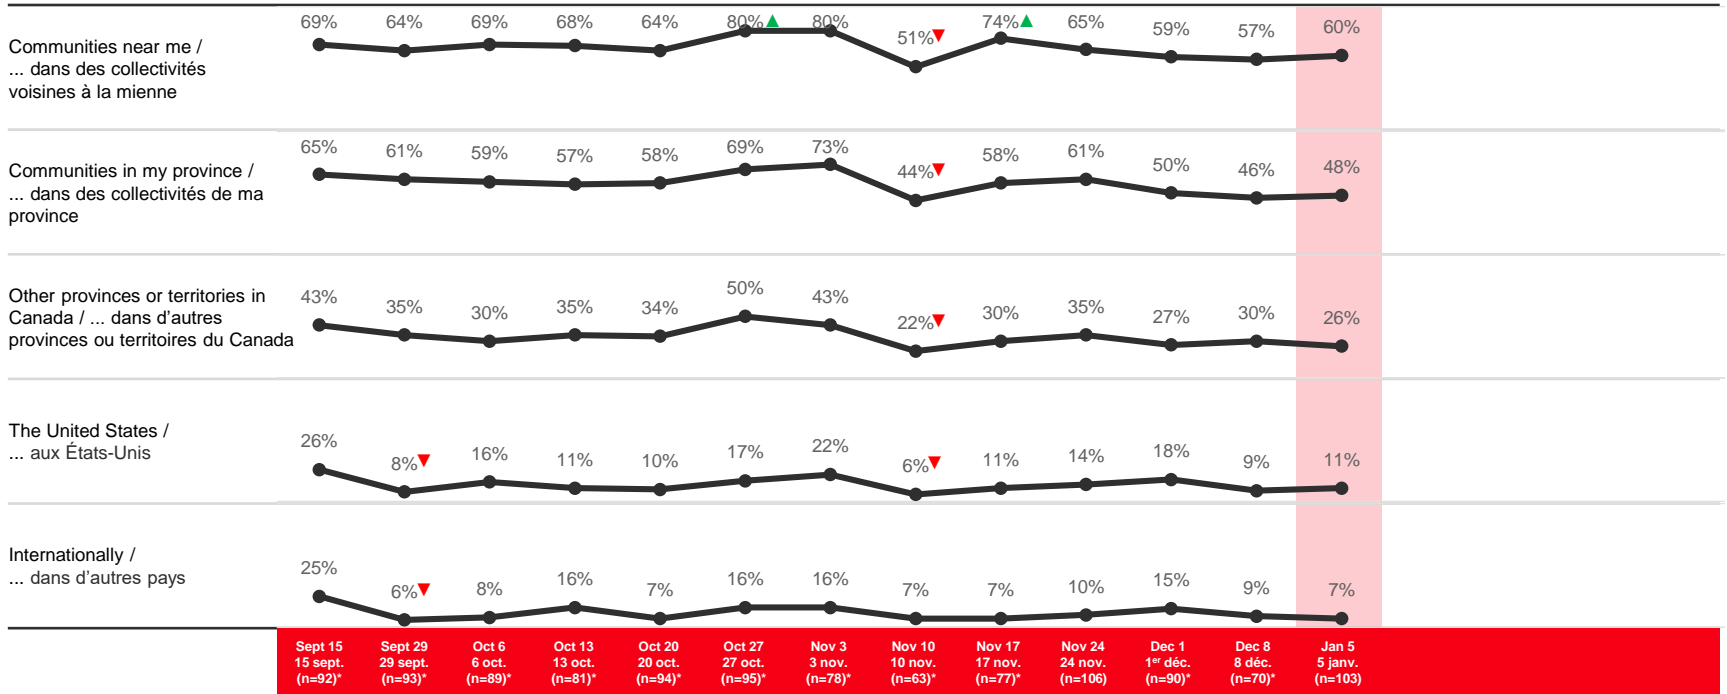 69% 64% 69% 68% 64% 80%▲ 80% 51%▼ 74%▲ 65% 59% 57% 60%
Communities near me /
... dans des collectivités
voisines à la mienne
65% 61% 59% 57% 58% 69% 73% 44%▼ 58% 61% 50% 46% 48%
Communities in my province /
... dans des collectivités de ma
province
43% 35% 30% 35% 34% 50% 43% 22%▼ 30% 35% 27% 30% 26%
Other provinces or territories in
Canada / ... dans d’autres
provinces ou territoires du Canada
26% 8%▼ 16% 11% 10% 17% 22% 6%▼ 11% 14% 18% 9% 11%
The United States /
... aux États-Unis
25% 6%▼ 8% 16% 7% 16% 16% 7% 7% 10% 15% 9% 7%
Internationally /
... dans d’autres pays
Sept 15 Sept 29 Oct 6 Oct 13 Oct 20 Oct 27 Nov 3 Nov 10 Nov 17 Nov 24 Dec 1 Dec 8 Jan 5
15 sept. 29 sept. 6 oct. 13 oct. 20 oct. 27 oct. 3 nov. 10 nov. 17 nov. 24 nov. 1er déc. 8 déc. 5 janv.
(n=92)* (n=93)* (n=89)* (n=81)* (n=94)* (n=95)* (n=78)* (n=63)* (n=77)* (n=106) (n=90)* (n=70)* (n=103)